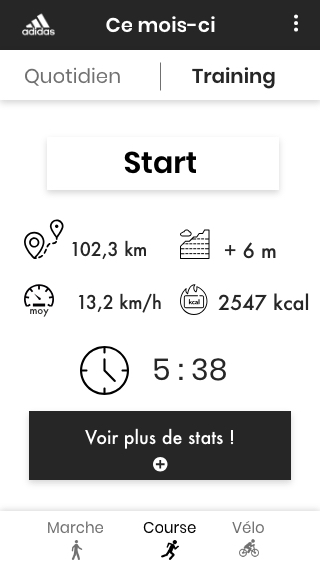 adidas
Ce mois-ci
Quotidien
Training
Start
102,3 km
+ 6 m
moy
13,2 km/h
kcal
2547 kcal
5 : 38
Voir plus de stats !
Marche
Course
Vélo